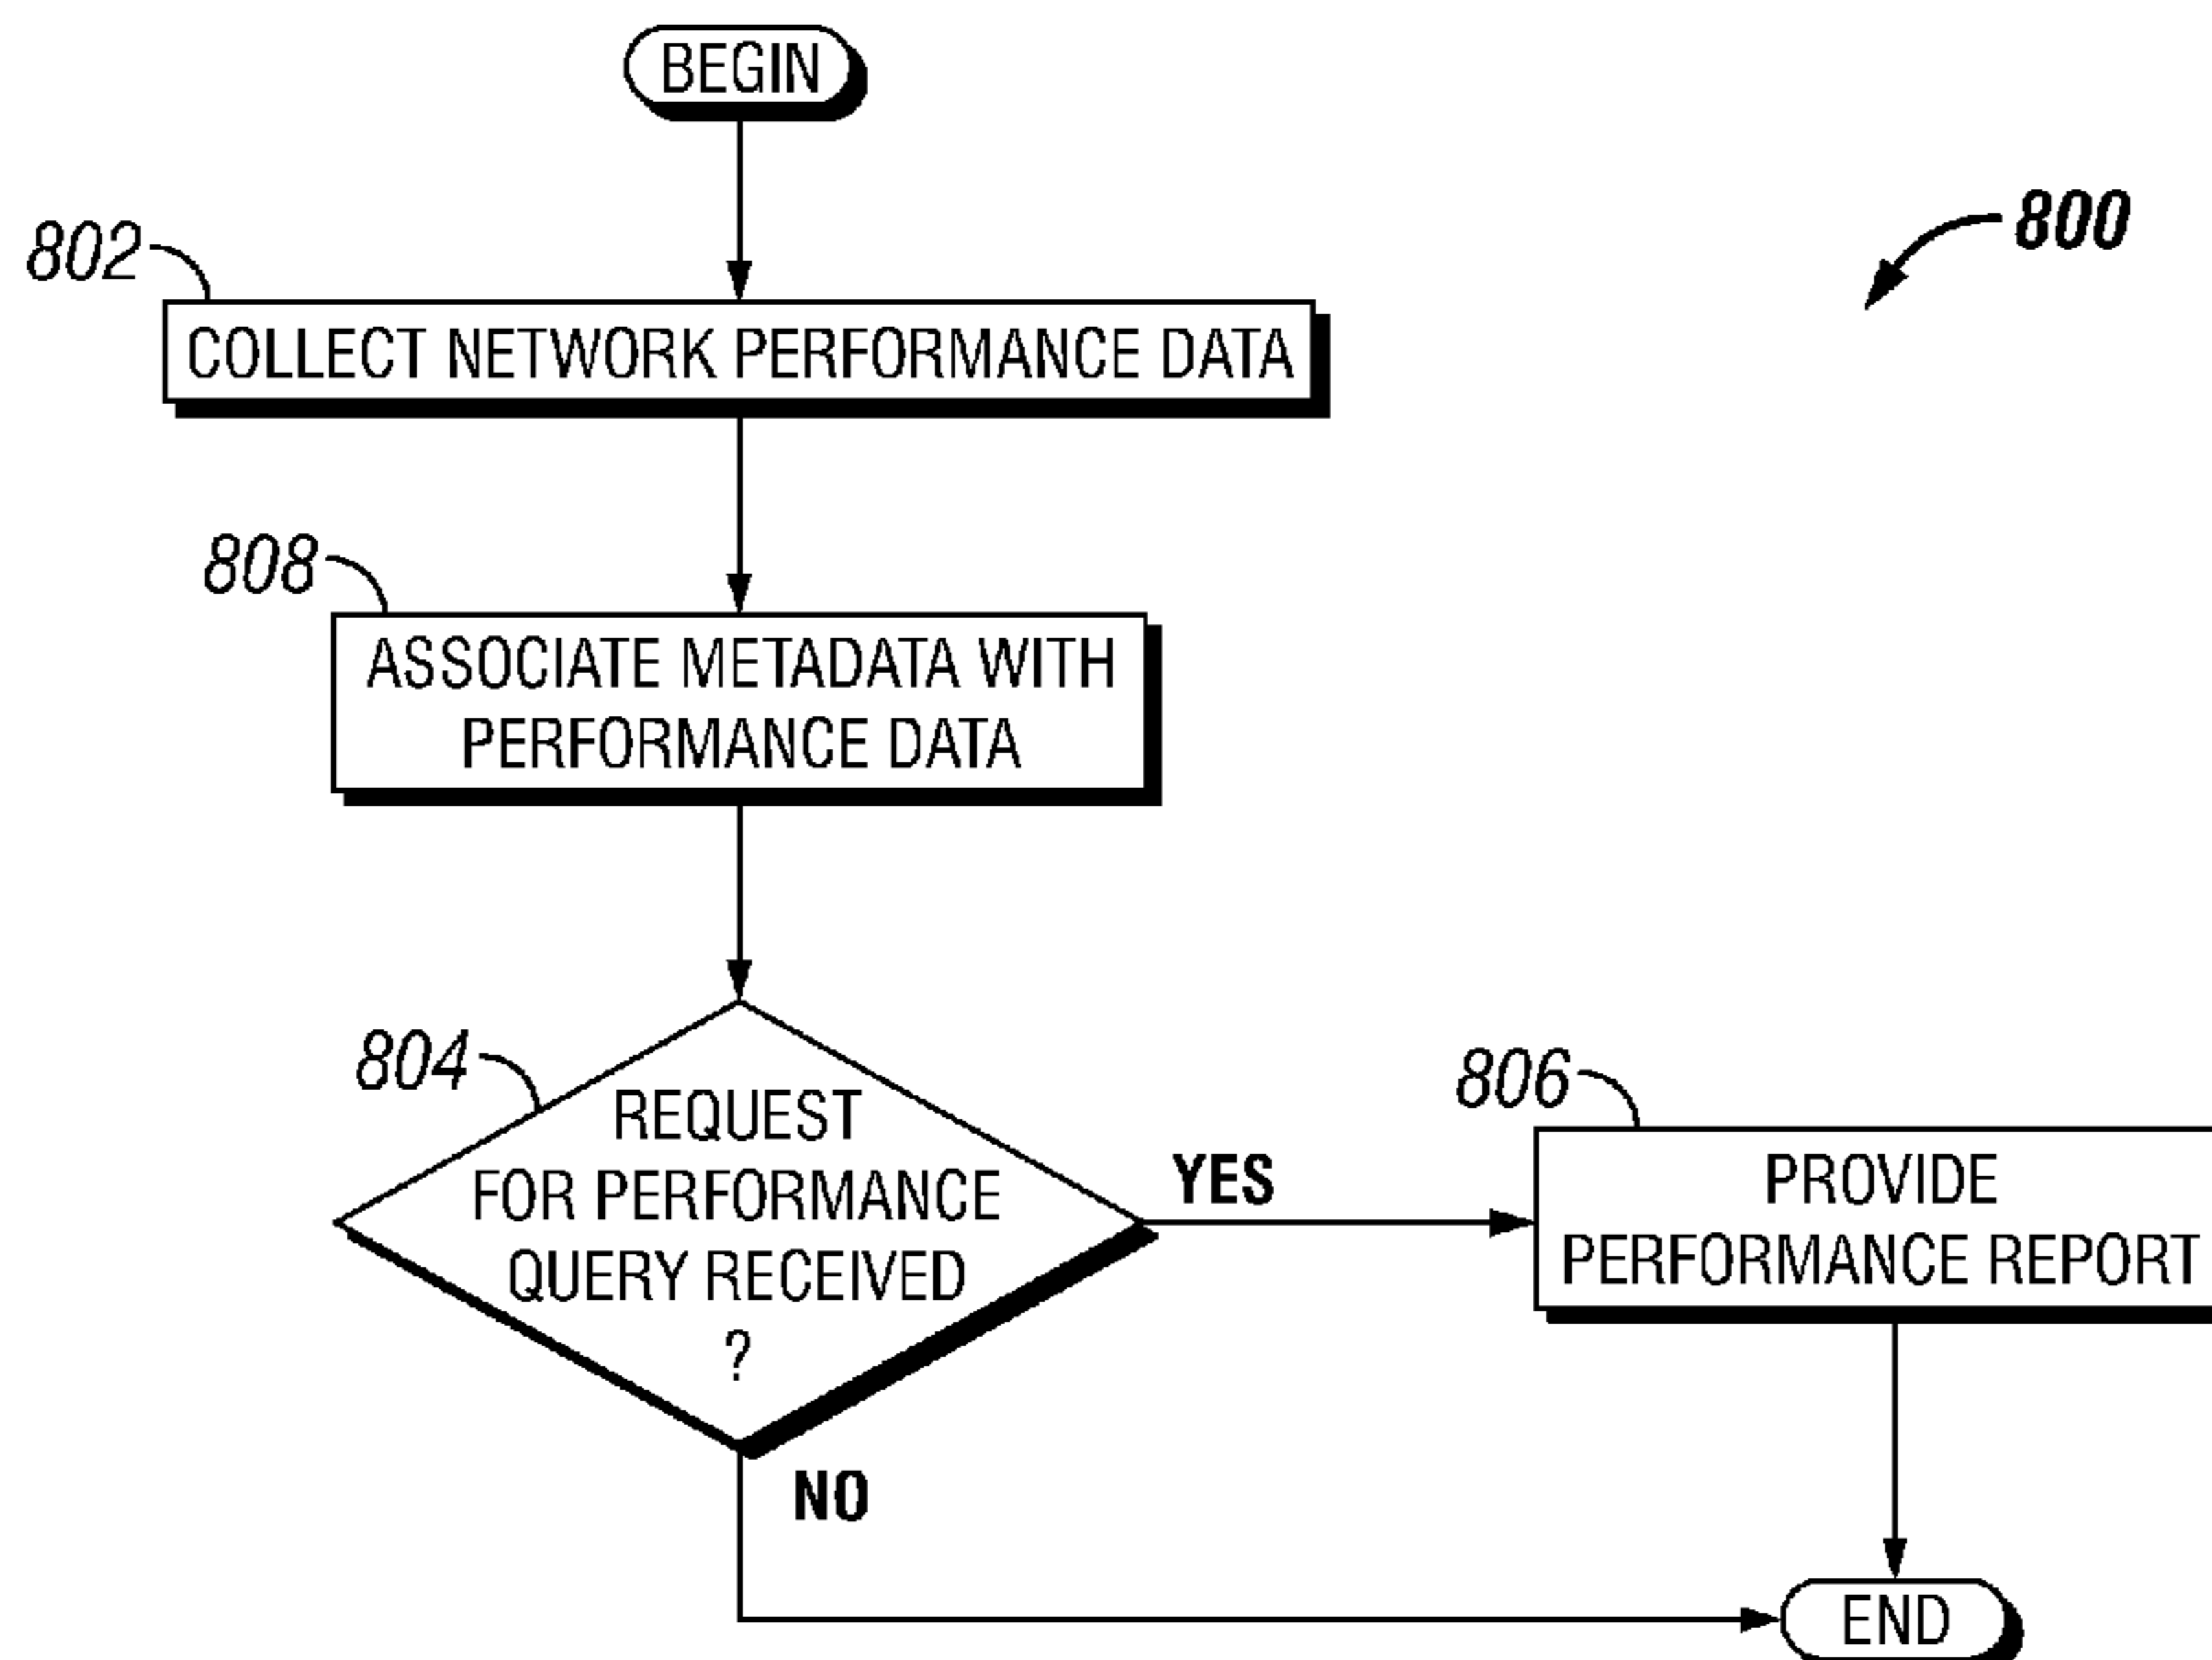 BEGIN
800
802
COLLECT NETWORK PERFORMANCE DATA
808
ASSOCIATE METADATA WITH
PERFORMANCE DATA
804
REQUEST
FOR PERFORMANCE
QUERY RECEIVED
?
YES
806
PROVIDE
PERFORMANCE REPORT
NO
END